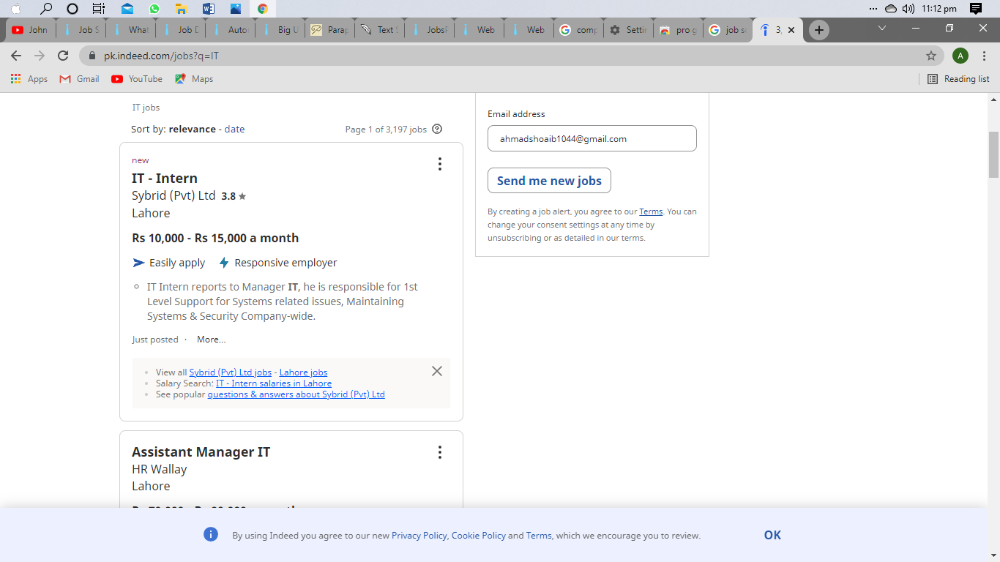 11:12 pm
John
Job S
What
Job D
Autor
Big U
Parap
Text S
JobsP
Web
Web
comp
Settin
pro g
job se
3,
pk.indeed.com/jobs?q=IT
A
Apps
Gmail
YouTube
Maps
Reading list
IT jobs
Sort by: relevance - date
Page 1 of 3,197 jobs
new
IT - Intern
Sybrid (Pvt) Ltd 3.8
Lahore
Rs 10,000 - Rs 15,000 a month
Easily apply
Responsive employer
IT Intern reports to Manager IT, he is responsible for 1st
Level Support for Systems related issues, Maintaining
Systems & Security Company-wide.
Just posted · More...
View all Sybrid (Pvt) Ltd jobs - Lahore jobs
Salary Search: IT - Intern salaries in Lahore
See popular questions & answers about Sybrid (Pvt) Ltd
Assistant Manager IT
HR Wallay
Lahore
Email address
ahmadshoaib1044@gmail.com
Send me new jobs
By creating a job alert, you agree to our Terms. You can
change your consent settings at any time by
unsubscribing or as detailed in our terms.
By using Indeed you agree to our new Privacy Policy, Cookie Policy and Terms, which we encourage you to review.
OK